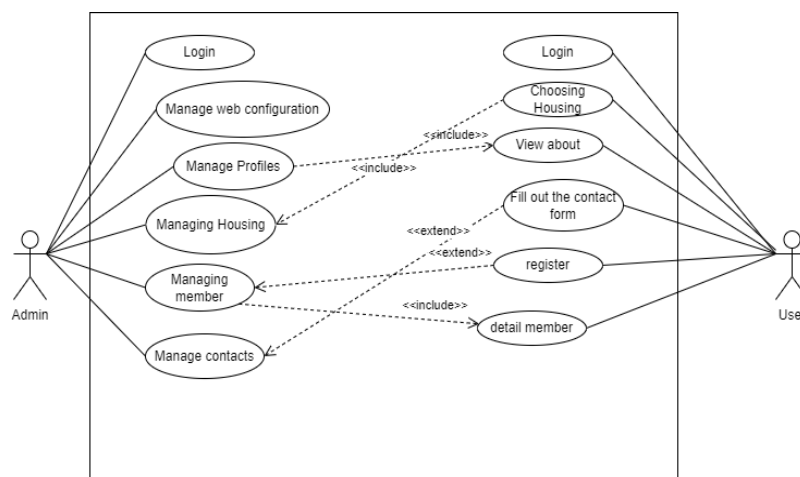 Login
Login
Manage web configuration
Choosing
Housing
<<include>>
View about
Manage Profiles
<<include>>
Fill out the contact
form
Managing Housing
<<extend>>
<<extend>>
register
Managing
member
Admin
Use
<<include>>
detail member
Manage contacts